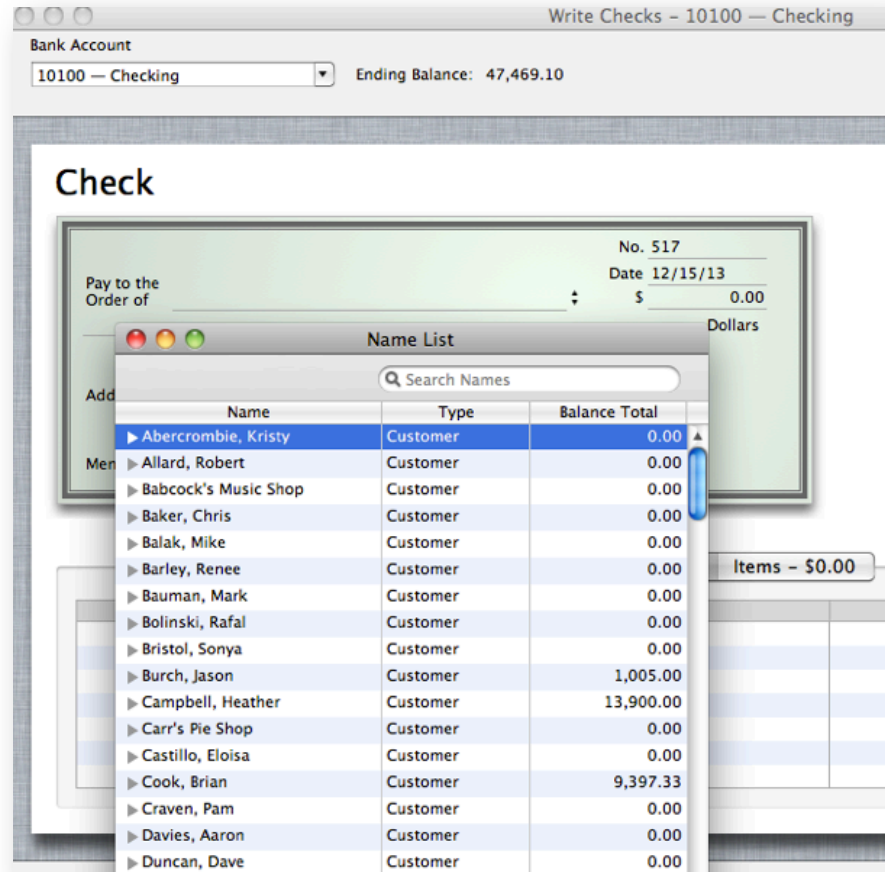 Write Checks – 10100 — Checking
Bank Account
10100 — Checking Ending Balance: 47,469.10
Check
No. 517
Date 12/15/13
Pay to the
Order of $ 0.00
Dollars
Name List
Search Names
Name Type Balance Total
Abercrombie, Kristy Customer 0.00
Allard, Robert Customer 0.00
Babcock's Music Shop Customer 0.00
Baker, Chris Customer 0.00
Balak, Mike Customer 0.00
Barley, Renee Customer 0.00
Bauman, Mark Customer 0.00
Bolinski, Rafal Customer 0.00
Bristol, Sonya Customer 0.00
Burch, Jason Customer 1,005.00
Campbell, Heather Customer 13,900.00
Carr's Pie Shop Customer 0.00
Castillo, Eloisa Customer 0.00
Cook, Brian Customer 9,397.33
Craven, Pam Customer 0.00
Davies, Aaron Customer 0.00
Duncan, Dave Customer 0.00
Add
Mem
Items – $0.00